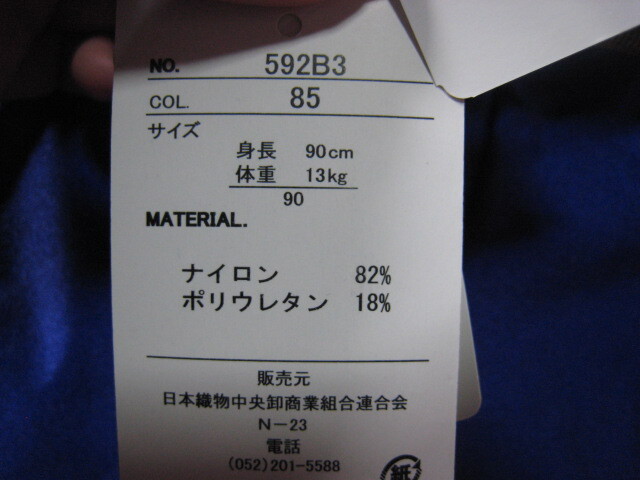 NO. 592B3
COL. 85
サイズ
身長 90cm
体重 13kg
90
MATERIAL.
ナイロン 82%
ポリウレタン 18%
販売元
日本織物中央卸商業組合連合会
N－23
電話
(052)201-5588
紙